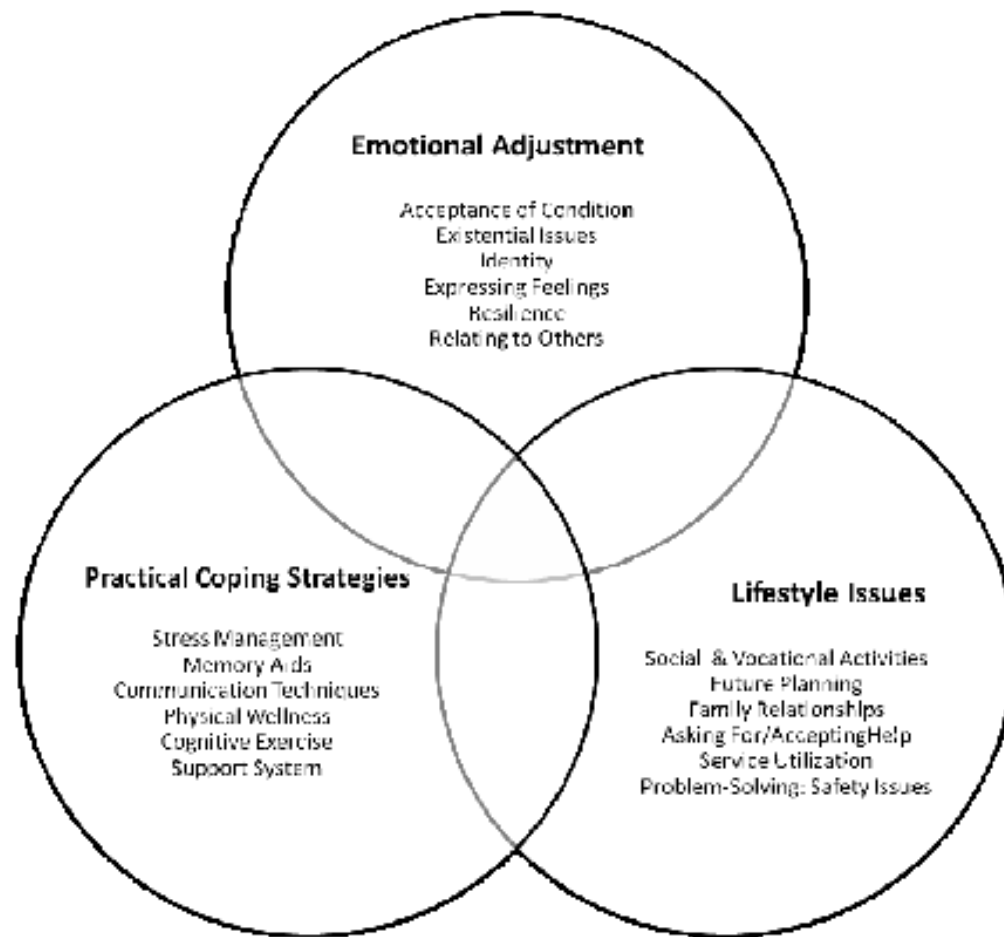 Emotional Adjustment
Acceptance of Condition
Existential Issues
Identity
Expressing Feelings
Resilience
Relating to Others
Practical Coping Strategies
Stress Management
Memory Aids
Communication Techniques
Physical Wellness
Cognitive Exercise
Support System
Lifestyle Issues
Social & Vocational Activities
Future Planning
Family Relationships
Asking For/AcceptingHelp
Service Utilization
Problem-Solving: Safety Issues